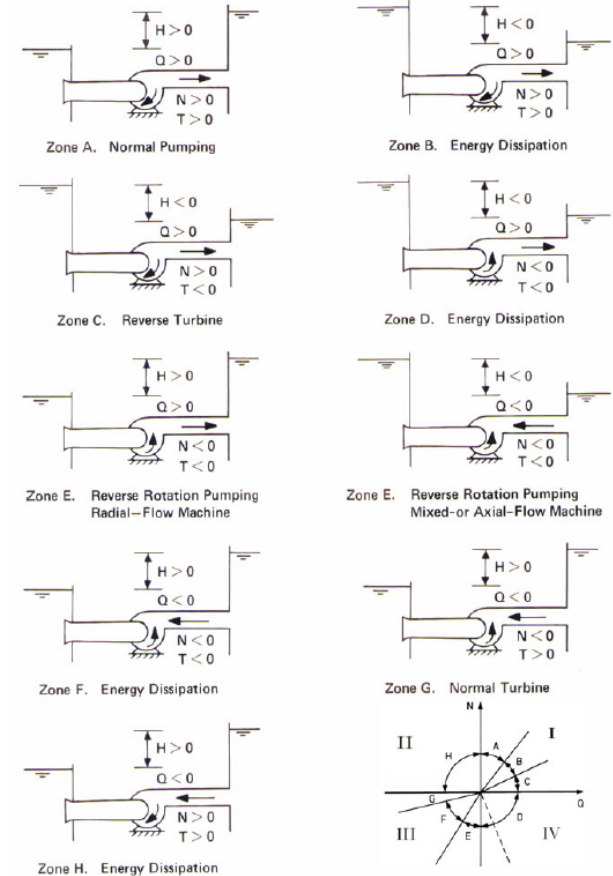 H > 0
Q > 0
N > 0
T > 0
Zone A. Normal Pumping
H < 0
Q > 0
N > 0
T > 0
Zone B. Energy Dissipation
H < 0
Q > 0
N > 0
T < 0
Zone C. Reverse Turbine
H < 0
Q > 0
N < 0
T < 0
Zone D. Energy Dissipation
H > 0
Q > 0
N < 0
T < 0
Zone E. Reverse Rotation Pumping
Radial-Flow Machine
H < 0
Q < 0
N < 0
T < 0
Zone E. Reverse Rotation Pumping
Mixed-or Axial-Flow Machine
H > 0
Q < 0
N < 0
T < 0
Zone F. Energy Dissipation
H > 0
Q < 0
N < 0
T > 0
Zone G. Normal Turbine
H > 0
Q < 0
N > 0
T > 0
Zone H. Energy Dissipation
N
II
I
H
A
B
C
G
Q
F
E
D
III
IV